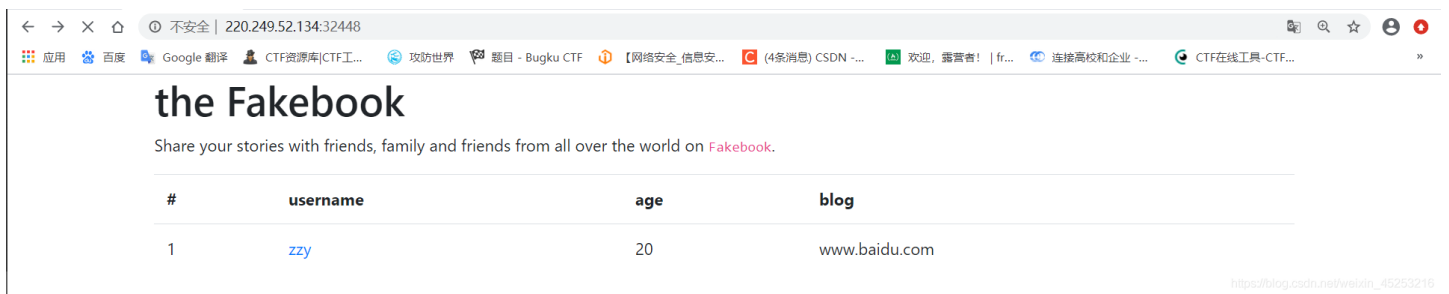 不安全 | 220.249.52.134:32448
应用 百度 Google 翻译 CTF资源库|CTF工... 攻防世界 题目 - Bugku CTF 【网络安全_信息安... (4条消息) CSDN -... 欢迎，露营者！ | fr... 连接高校和企业 -... CTF在线工具-CTF... »
the Fakebook
Share your stories with friends, family and friends from all over the world on Fakebook.
# username age blog
1 zzy 20 www.baidu.com
https://blog.csdn.net/weixin_45253216